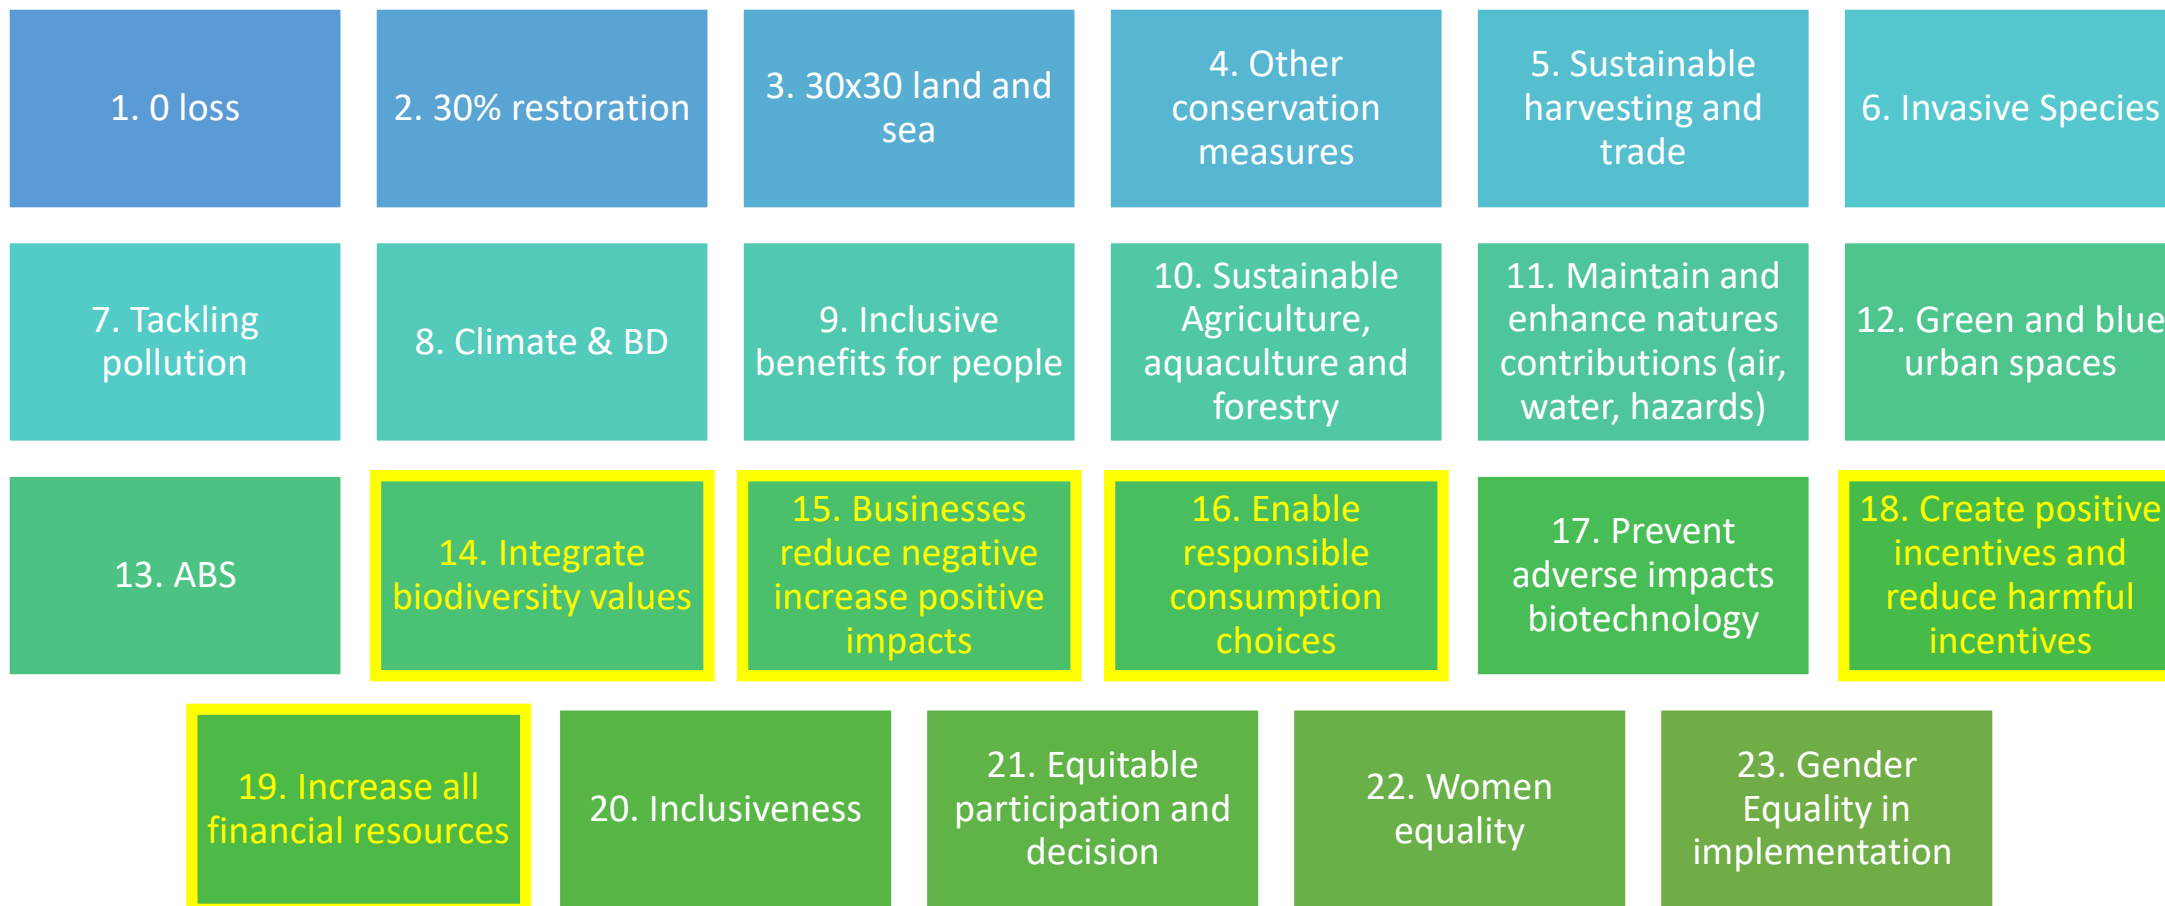 1. 0 loss
2. 30% restoration
3. 30x30 land and
sea
4. Other
conservation
measures
5. Sustainable
harvesting and
trade
6. Invasive Species
7. Tackling
pollution
8. Climate & BD
9. Inclusive
benefits for people
10. Sustainable
Agriculture,
aquaculture and
forestry
11. Maintain and
enhance natures
contributions (air,
water, hazards)
12. Green and blue
urban spaces
13. ABS
14. Integrate
biodiversity values
15. Businesses
reduce negative
increase positive
impacts
16. Enable
responsible
consumption
choices
17. Prevent
adverse impacts
biotechnology
18. Create positive
incentives and
reduce harmful
incentives
19. Increase all
financial resources
20. Inclusiveness
21. Equitable
participation and
decision
22. Women
equality
23. Gender
Equality in
implementation